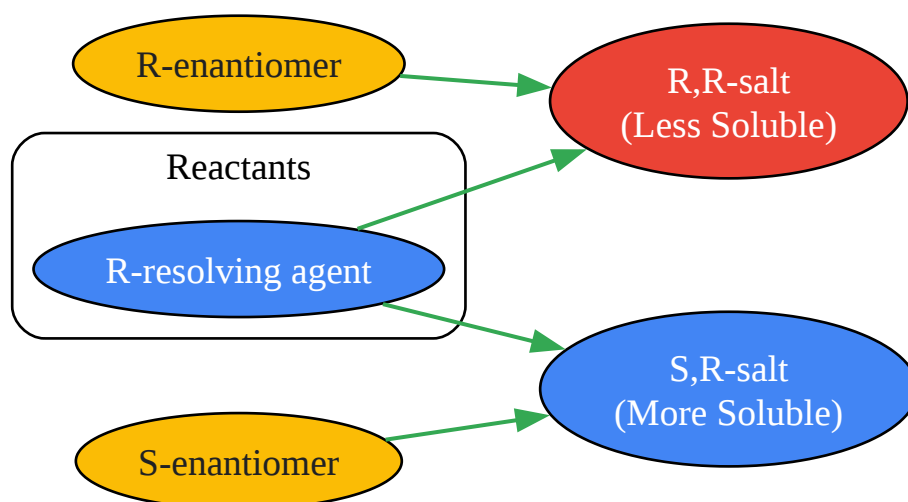 R-enantiomer
R,R-salt
(Less Soluble)
Reactants
R-resolving agent
S,R-salt
(More Soluble)
S-enantiomer